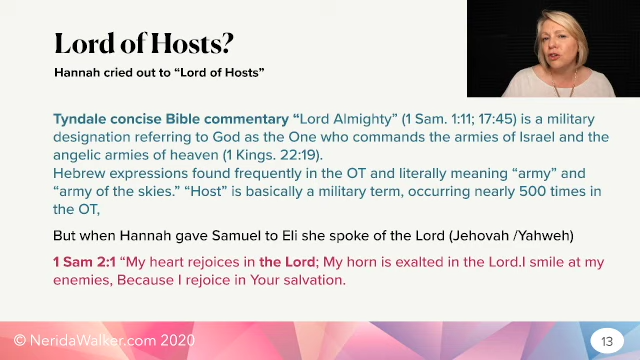 Lord of Hosts?
Hannah cried out to “Lord of Hosts”
Tyndale concise Bible commentary “Lord Almighty” (1 Sam. 1:11; 17:45) is a military
designation referring to God as the One who commands the armies of Israel and the
angelic armies of heaven (1 Kings. 22:19).
Hebrew expressions found frequently in the OT and literally meaning “army” and
“army of the skies.” “Host” is basically a military term, occurring nearly 500 times in
the OT,
But when Hannah gave Samuel to Eli she spoke of the Lord (Jehovah /Yahweh)
1 Sam 2:1 “My heart rejoices in the Lord; My horn is exalted in the Lord.I smile at my
enemies, Because I rejoice in Your salvation.
© NeridaWalker.com 2020
13